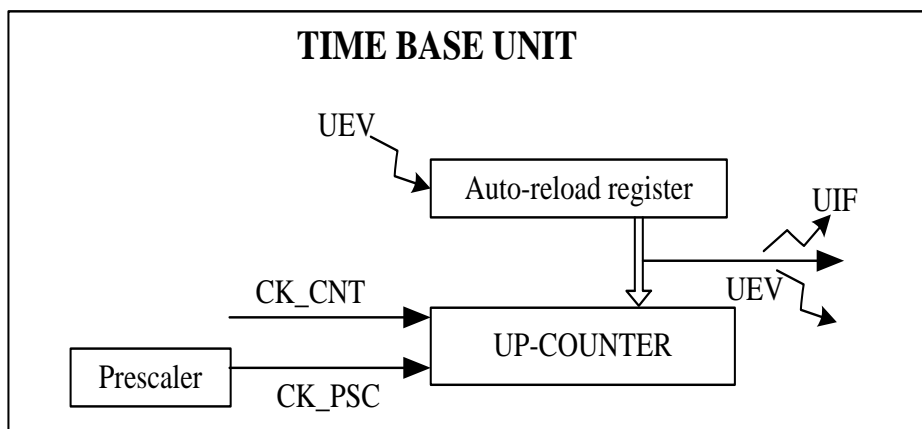 TIME BASE UNIT
UEV
Auto-reload register
UIF
UEV
CK_CNT
UP-COUNTER
Prescaler
CK_PSC